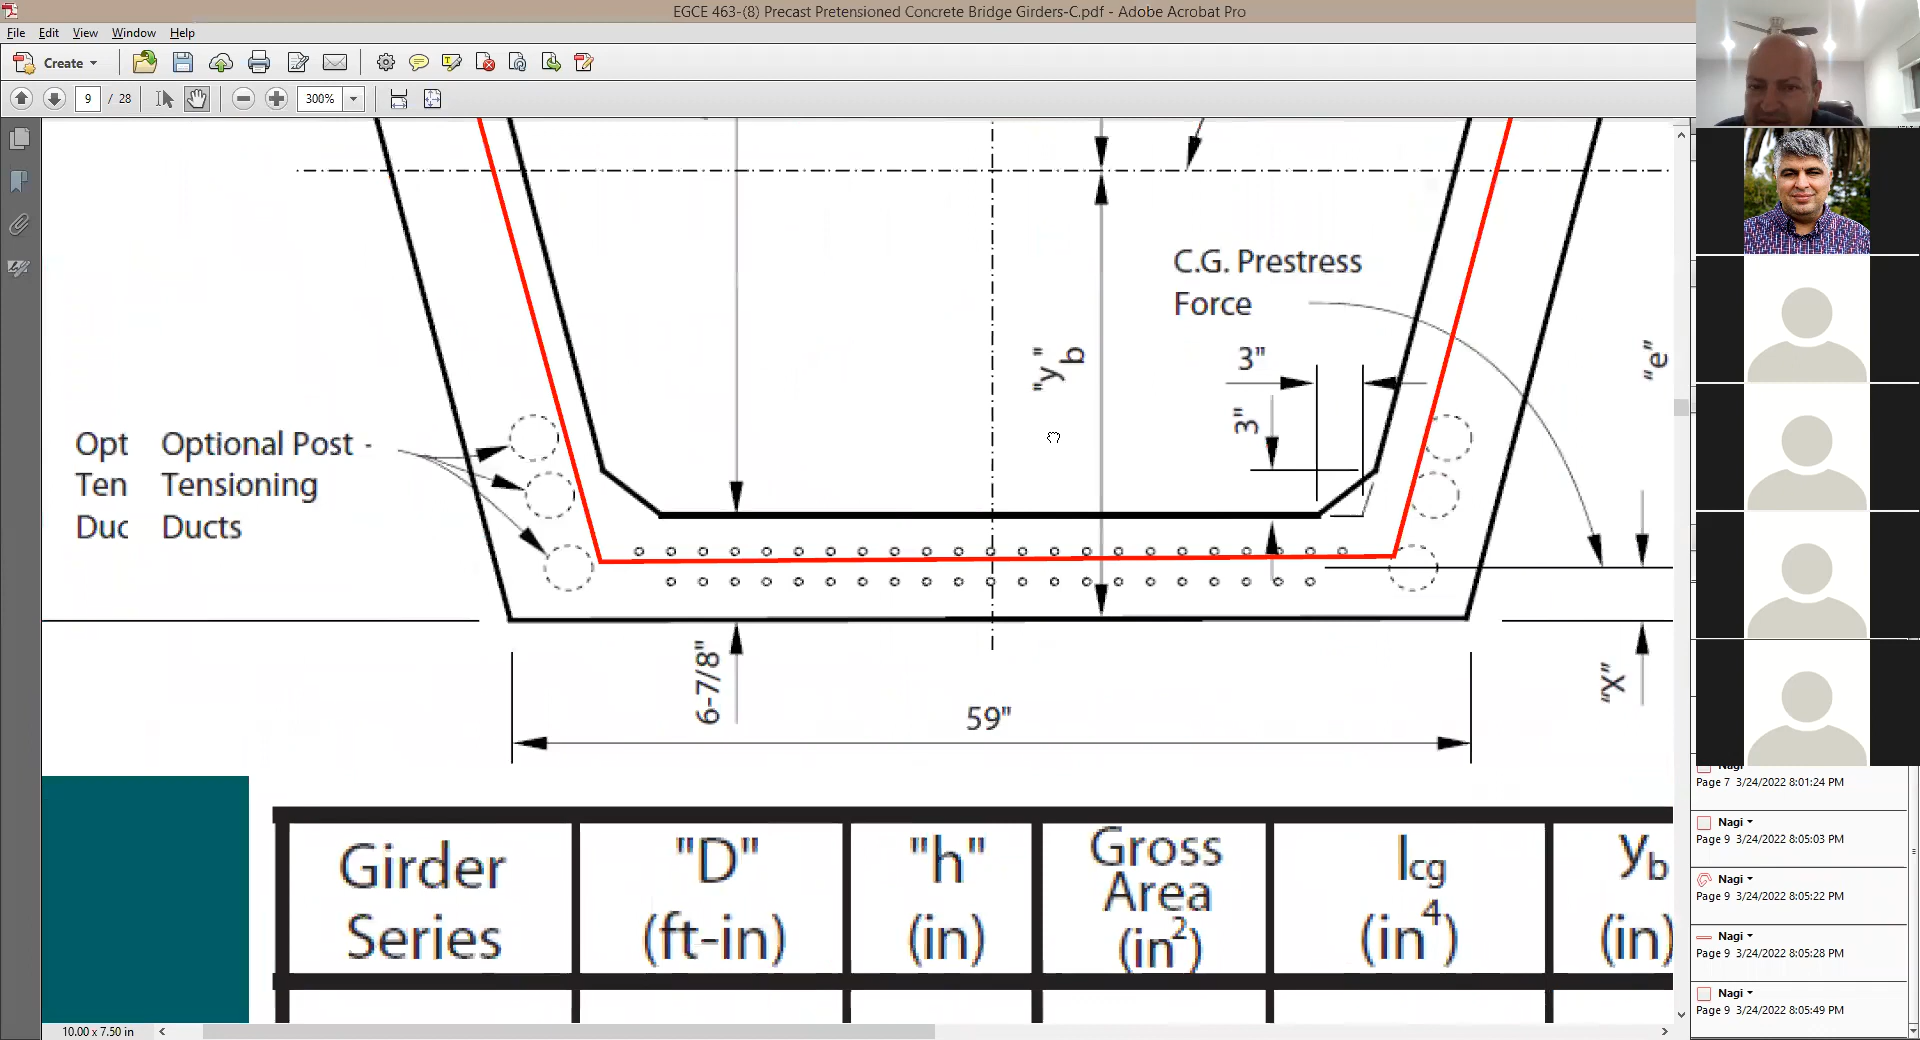 EGCE 463-(8) Precast Pretensioned Concrete Bridge Girders-C.pdf - Adobe Acrobat Pro
File Edit View Window Help
Create
9 / 28 300%
C.G. Prestress
Force
3"
3"
"y b"
"e"
Opt Optional Post -
Ten Tensioning
Duc Ducts
6-7/8"
"X"
59"
Girder
Series
"D"
(ft-in)
"h"
(in)
Gross
Area
(in2)
Icg
(in4)
yb
(in)
10.00 x 7.50 in
Nagi
Page 7 3/24/2022 8:01:24 PM
Nagi
Page 9 3/24/2022 8:05:03 PM
Nagi
Page 9 3/24/2022 8:05:22 PM
Nagi
Page 9 3/24/2022 8:05:28 PM
Nagi
Page 9 3/24/2022 8:05:49 PM